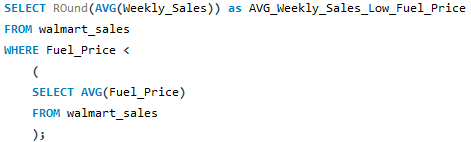 SELECT ROund(AVG(Weekly_Sales)) as AVG_Weekly_Sales_Low_Fuel_Price
FROM walmart_sales
WHERE Fuel_Price <
(
SELECT AVG(Fuel_Price)
FROM walmart_sales
);